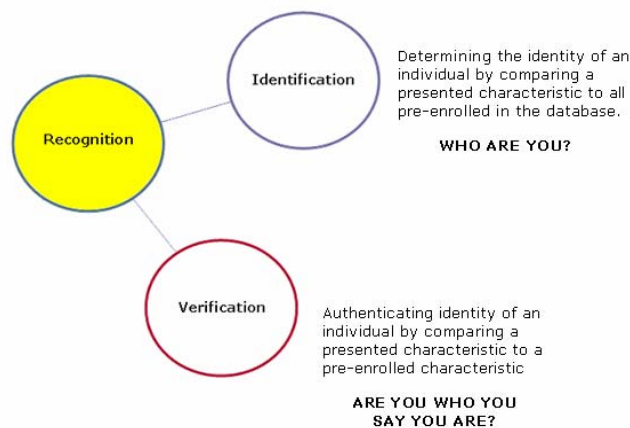 Identification
Determining the identity of an
individual by comparing a
presented characteristic to all
pre-enrolled in the database.
WHO ARE YOU?
Recognition
Verification
Authenticating identity of an
individual by comparing a
presented characteristic to a
pre-enrolled characteristic
ARE YOU WHO YOU
SAY YOU ARE?